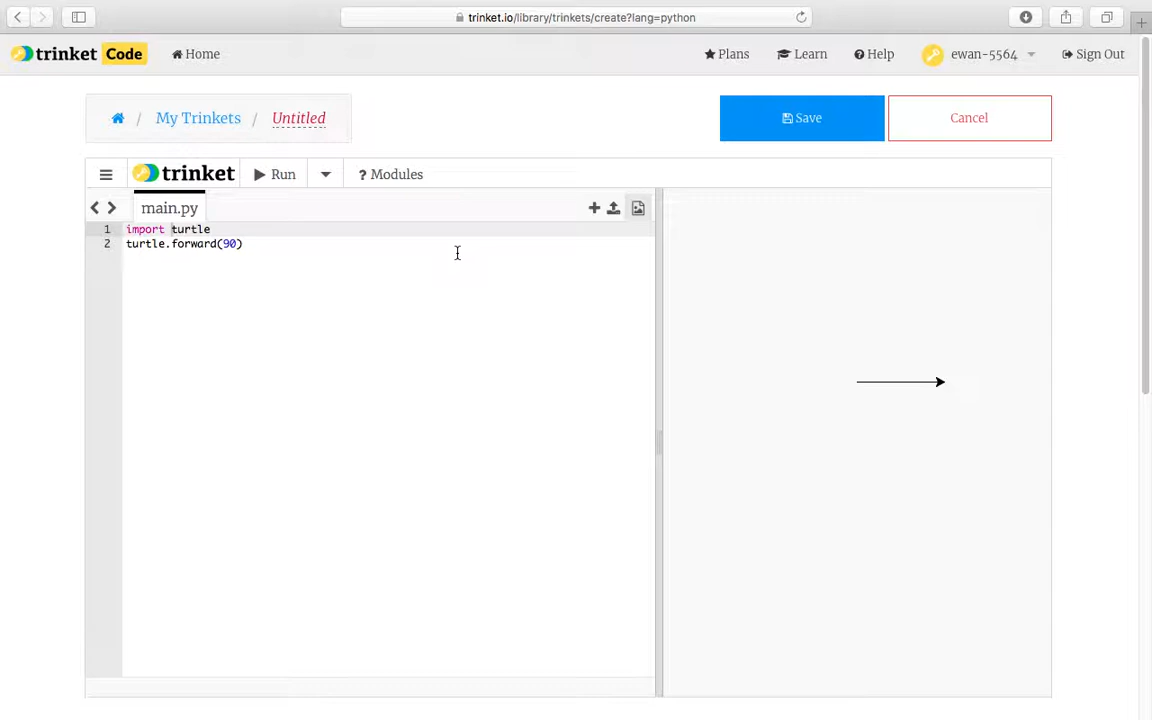 trinket.io/library/trinkets/create?lang=python
trinket Code Home Plans Learn Help ewan-5564 Sign Out
/ My Trinkets / Untitled Save Cancel
trinket Run ? Modules
main.py
1 import turtle
2 turtle.forward(90)